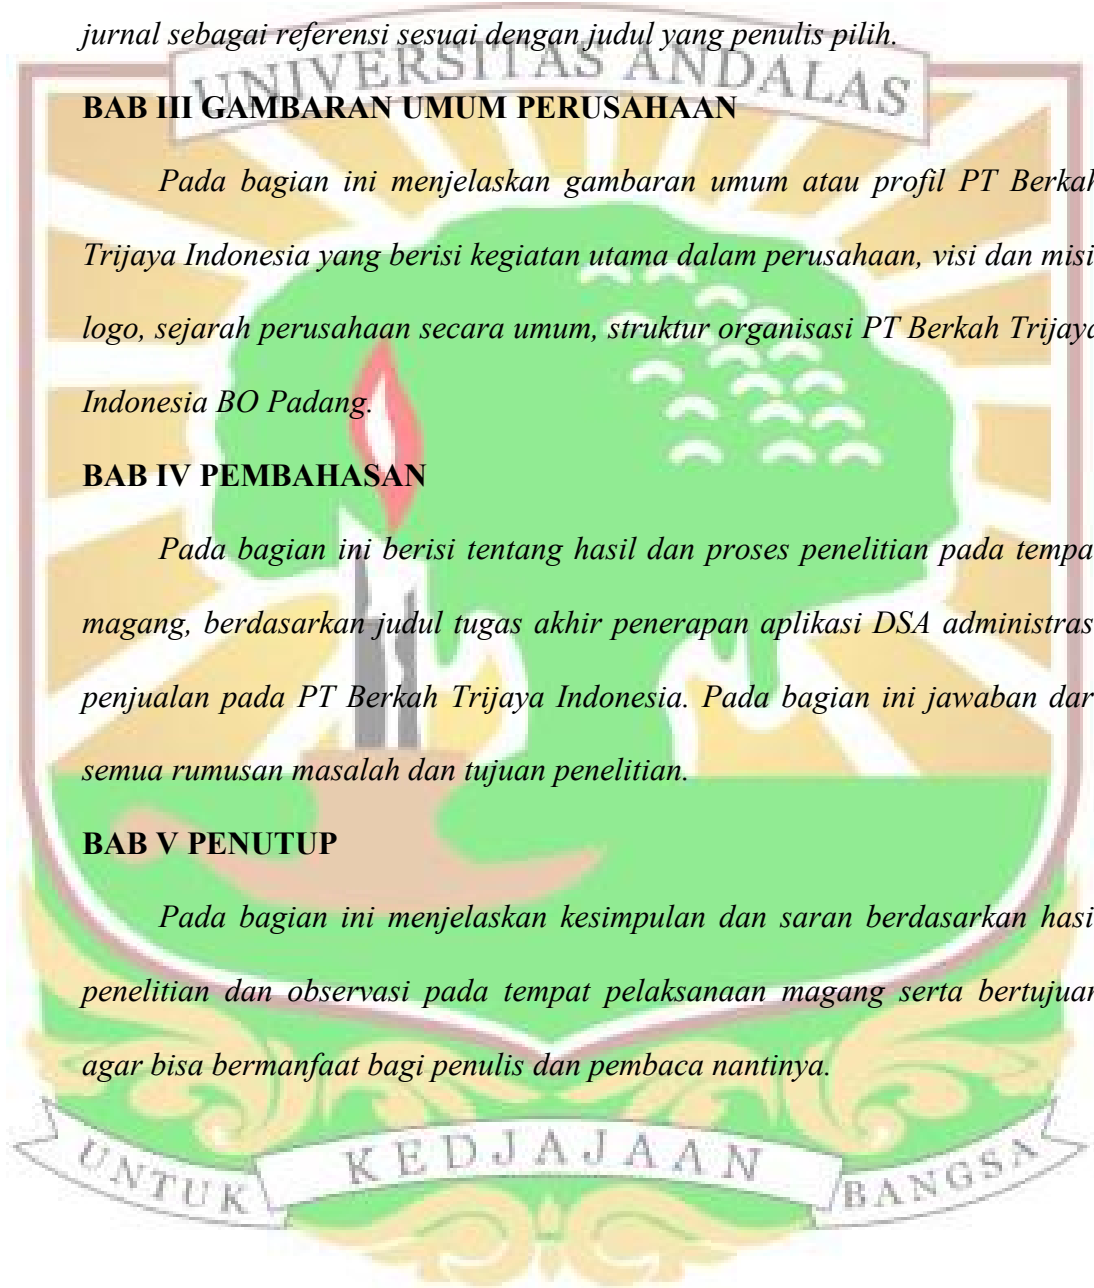 jurnal sebagai referensi sesuai dengan judul yang penulis pilih.
UNIVERSITAS ANDALAS
BAB III GAMBARAN UMUM PERUSAHAAN
Pada bagian ini menjelaskan gambaran umum atau profil PT Berkah
Trijaya Indonesia yang berisi kegiatan utama dalam perusahaan, visi dan misi
logo, sejarah perusahaan secara umum, struktur organisasi PT Berkah Trijaya
Indonesia BO Padang.
BAB IV PEMBAHASAN
Pada bagian ini berisi tentang hasil dan proses penelitian pada tempa
magang, berdasarkan judul tugas akhir penerapan aplikasi DSA administras
penjualan pada PT Berkah Trijaya Indonesia. Pada bagian ini jawaban dar
semua rumusan masalah dan tujuan penelitian.
BAB V PENUTUP
Pada bagian ini menjelaskan kesimpulan dan saran berdasarkan hasi
penelitian dan observasi pada tempat pelaksanaan magang serta bertujuan
agar bisa bermanfaat bagi penulis dan pembaca nantinya.
UNTUK KEDJAJAAN BANGSA